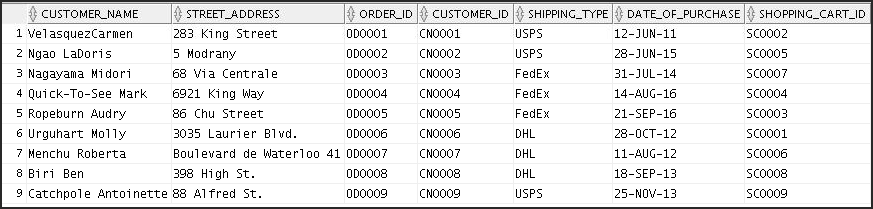 CUSTOMER_NAME STREET_ADDRESS ORDER_ID CUSTOMER_ID SHIPPING_TYPE DATE_OF_PURCHASE SHOPPING_CART_ID
1 VelasquezCarmen 283 King Street OD0001 CN0001 USPS 12-JUN-11 SC0002
2 Ngao LaDoris 5 Modrany OD0002 CN0002 USPS 28-JUN-15 SC0005
3 Nagayama Midori 68 Via Centrale OD0003 CN0003 FedEx 31-JUL-14 SC0007
4 Quick-To-See Mark 6921 King Way OD0004 CN0004 FedEx 14-AUG-16 SC0004
5 Ropeburn Audry 86 Chu Street OD0005 CN0005 FedEx 21-SEP-16 SC0003
6 Urguhart Molly 3035 Laurier Blvd. OD0006 CN0006 DHL 28-OCT-12 SC0001
7 Menchu Roberta Boulevard de Waterloo 41 OD0007 CN0007 DHL 11-AUG-12 SC0006
8 Biri Ben 398 High St. OD0008 CN0008 DHL 18-SEP-13 SC0008
9 Catchpole Antoinette 88 Alfred St. OD0009 CN0009 USPS 25-NOV-13 SC0009